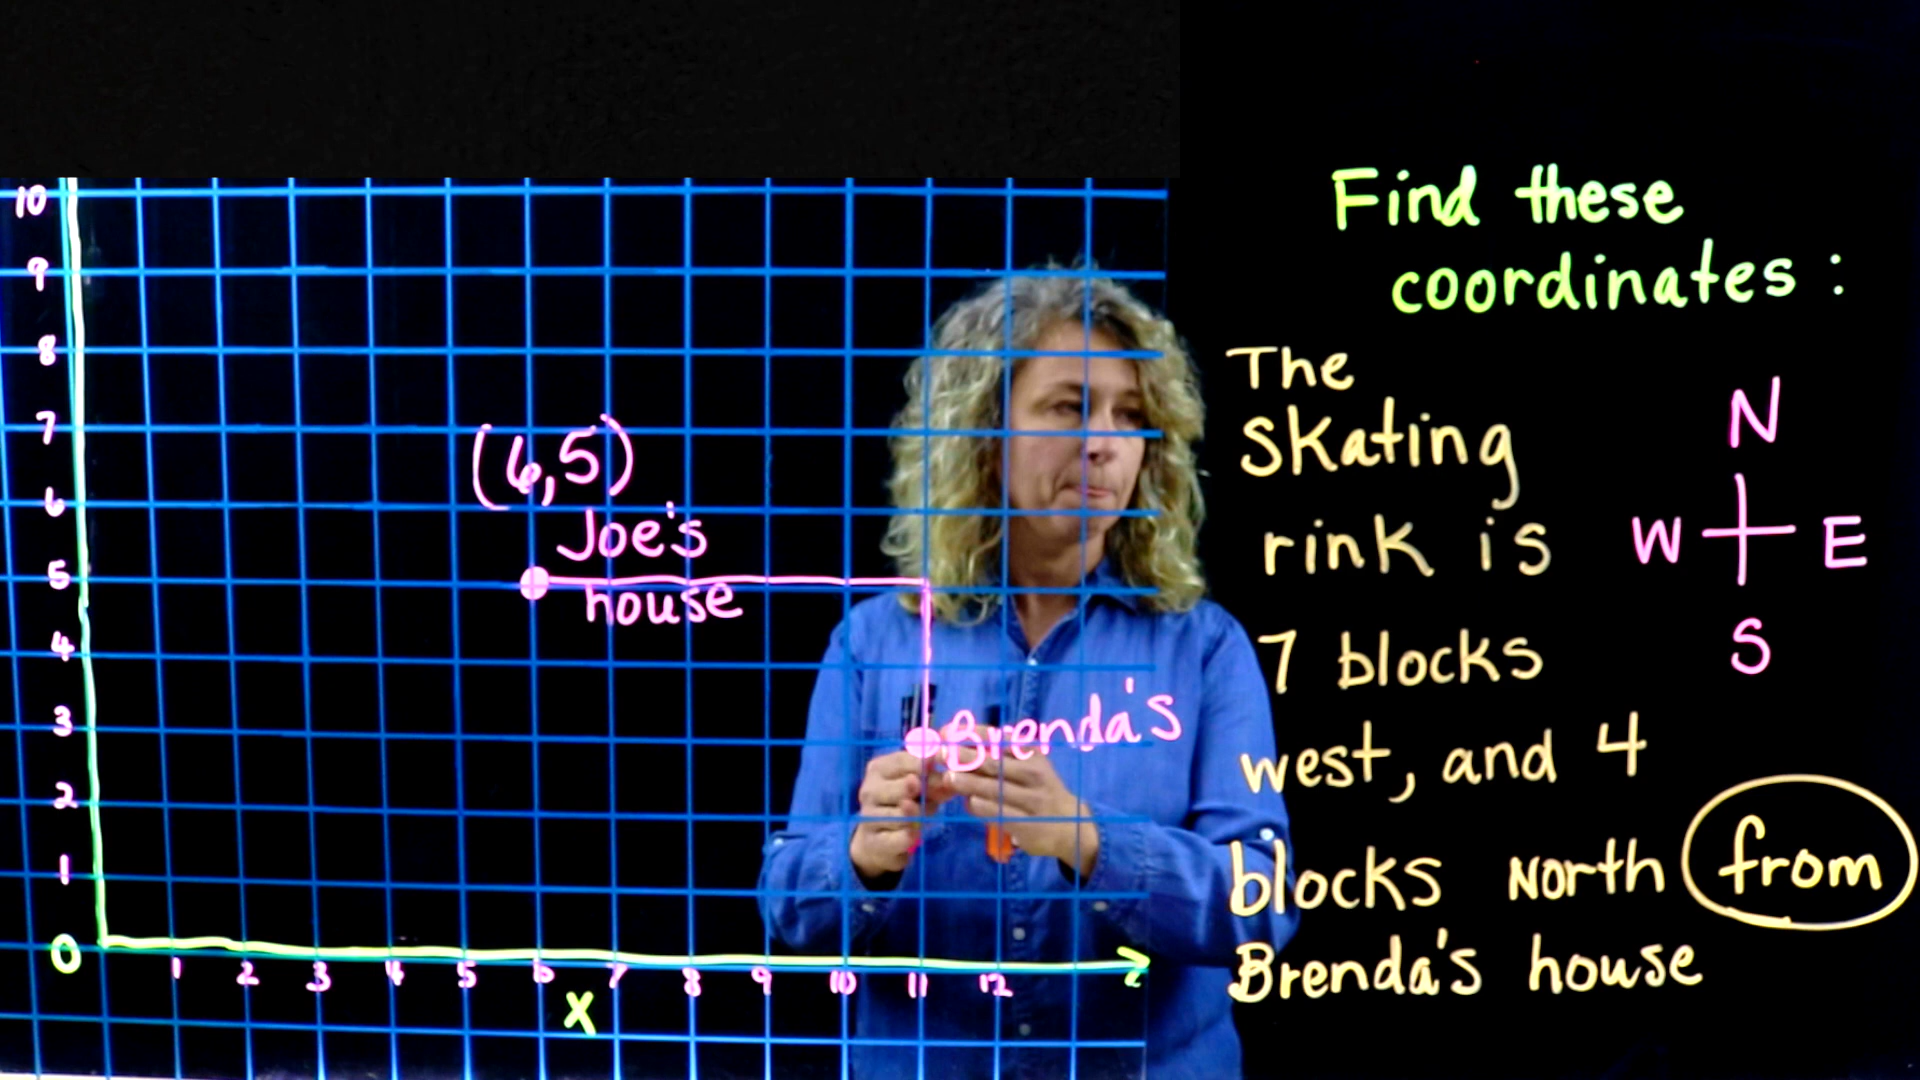 Find these
coordinates:
The
Skating
rink is
7 blocks
west, and 4
blocks North from
Brenda's house
N
W E
S
10
9
8
7
6
5
4
3
2
1
0
(6,5)
Joe's
house
Brenda's
1 2 3 4 5 6 7 8 9 10 11 12
X